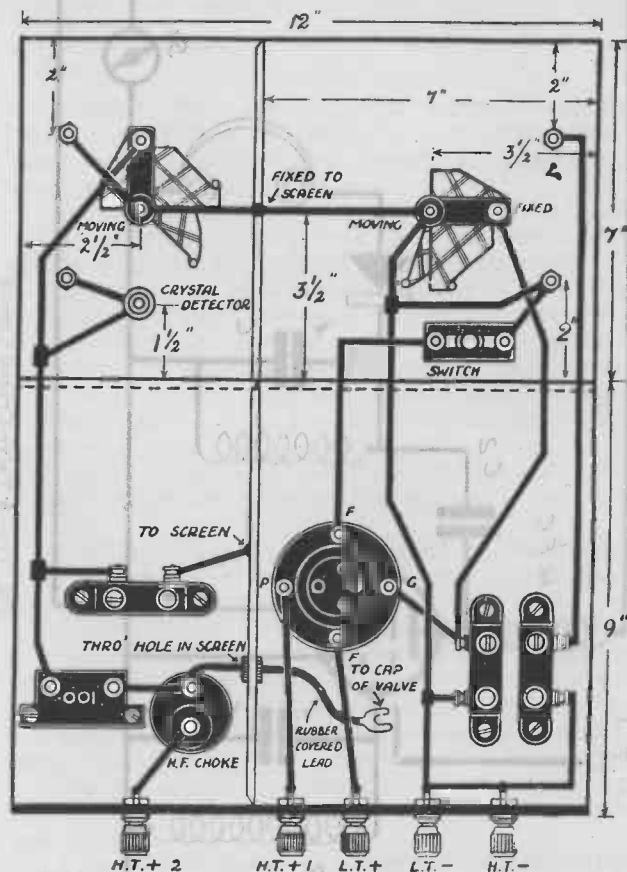 12"
2"
7"
2"
3½"
L
FIXED TO
SCREEN
MOVING
MOVING
FIXED
2½"
7"
CRYSTAL
DETECTOR
3½"
2"
1½"
SWITCH
TO SCREEN
F
P
G
9"
F
THRO' HOLE IN SCREEN
TO CAP
OF VALVE
·001
RUBBER
COVERED
LEAD
H.F. CHOKE
H.T.+ 2
H.T.+ 1
L.T.+
L.T.-
H.T.-